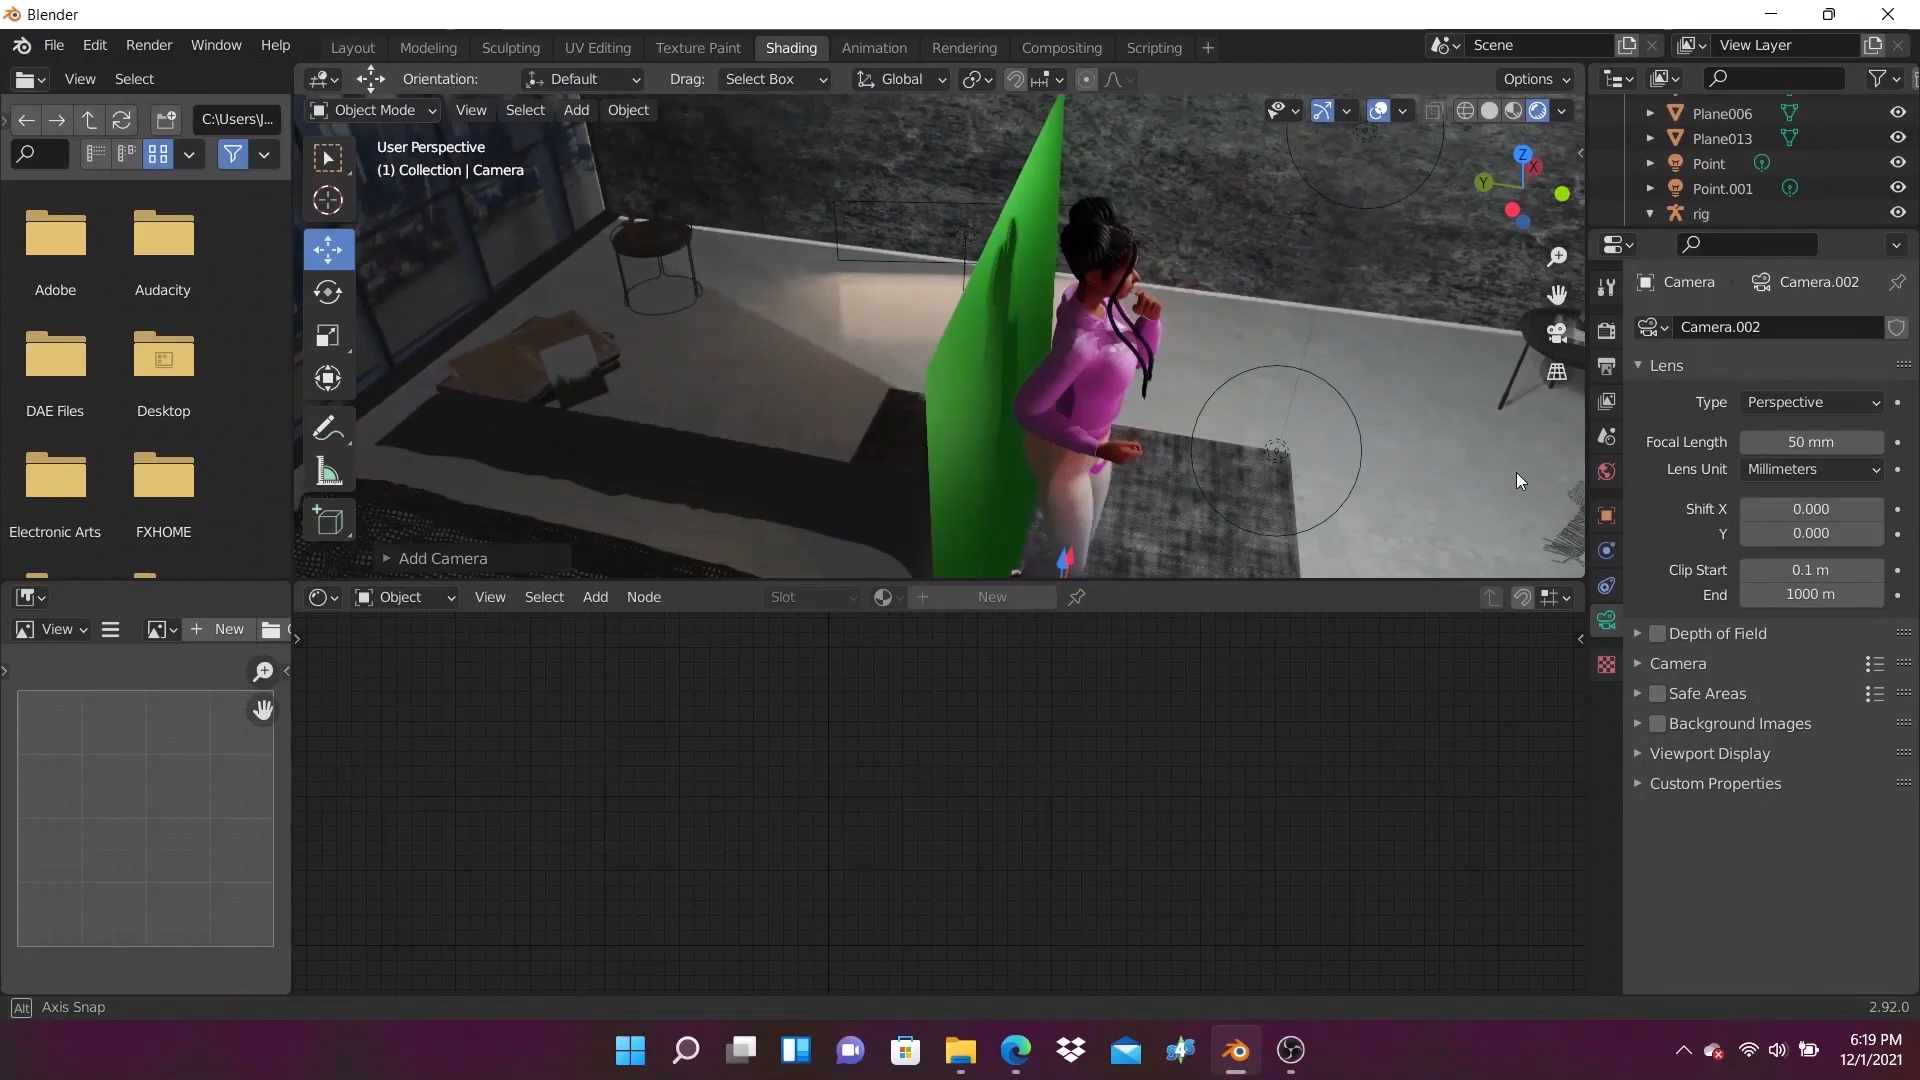 Blender
File Edit Render Window Help
Layout Modeling Sculpting UV Editing Texture Paint Shading Animation Rendering Compositing Scripting +
Scene
View Layer
View Select
Orientation: Default Drag: Select Box Global Options
C:\Users\J...
Object Mode View Select Add Object
User Perspective
(1) Collection | Camera
Z
X
Y
Plane006
Plane013
Point
Point.001
rig
Adobe
Audacity
DAE Files
Desktop
Electronic Arts
FXHOME
Camera Camera.002
Camera.002
Lens
Type Perspective
Focal Length 50 mm
Lens Unit Millimeters
Shift X 0.000
Y 0.000
Clip Start 0.1 m
End 1000 m
Depth of Field
Camera
Safe Areas
Background Images
Viewport Display
Custom Properties
Add Camera
Object View Select Add Node Slot + New
View + New
Alt Axis Snap
2.92.0
6:19 PM
12/1/2021